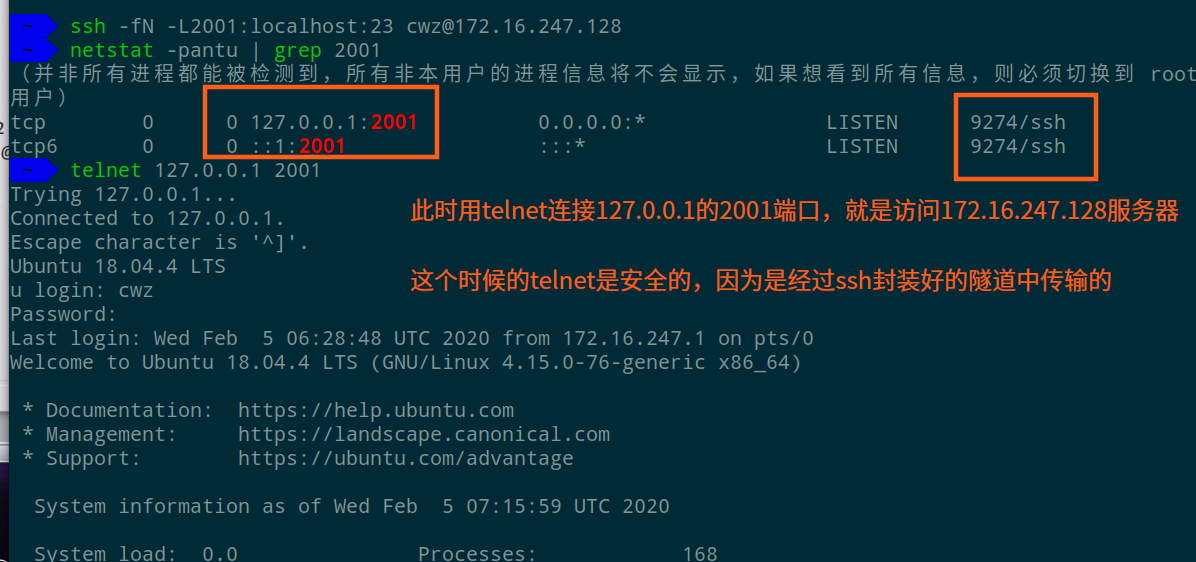 ~ ssh -fN -L2001:localhost:23 cwz@172.16.247.128
~ netstat -pantu | grep 2001
（并非所有进程都能被检测到，所有非本用户的进程信息将不会显示，如果想看到所有信息，则必须切换到 root
用户）
tcp 0 0 127.0.0.1:2001 0.0.0.0:* LISTEN 9274/ssh
tcp6 0 0 ::1:2001 :::* LISTEN 9274/ssh
~ telnet 127.0.0.1 2001
Trying 127.0.0.1...
Connected to 127.0.0.1.
此时用telnet连接127.0.0.1的2001端口，就是访问172.16.247.128服务器
Escape character is '^]'.
Ubuntu 18.04.4 LTS
这个时候的telnet是安全的，因为是经过ssh封装好的隧道中传输的
u login: cwz
Password:
Last login: Wed Feb  5 06:28:48 UTC 2020 from 172.16.247.1 on pts/0
Welcome to Ubuntu 18.04.4 LTS (GNU/Linux 4.15.0-76-generic x86_64)
* Documentation:  https://help.ubuntu.com
* Management:     https://landscape.canonical.com
* Support:        https://ubuntu.com/advantage
System information as of Wed Feb  5 07:15:59 UTC 2020
System load:  0.0 Processes: 168